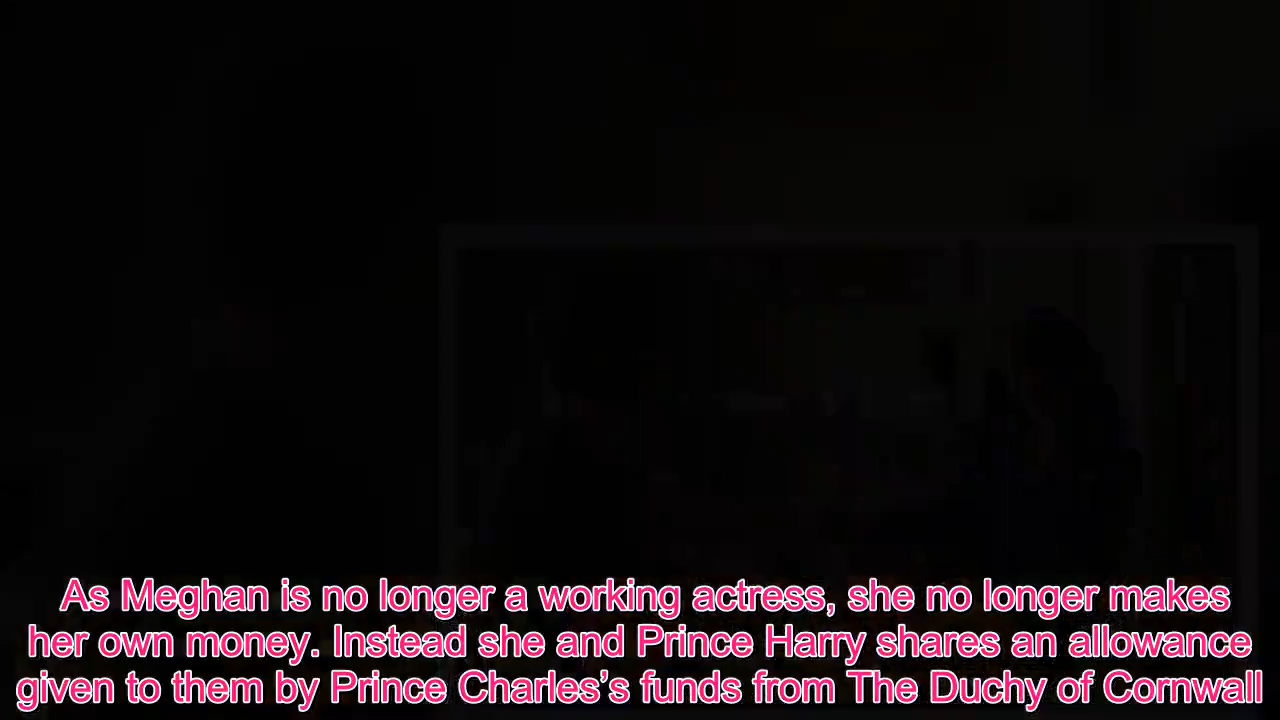 As Meghan is no longer a working actress, she no longer makes
her own money. Instead she and Prince Harry shares an allowance
given to them by Prince Charles’s funds from The Duchy of Cornwall